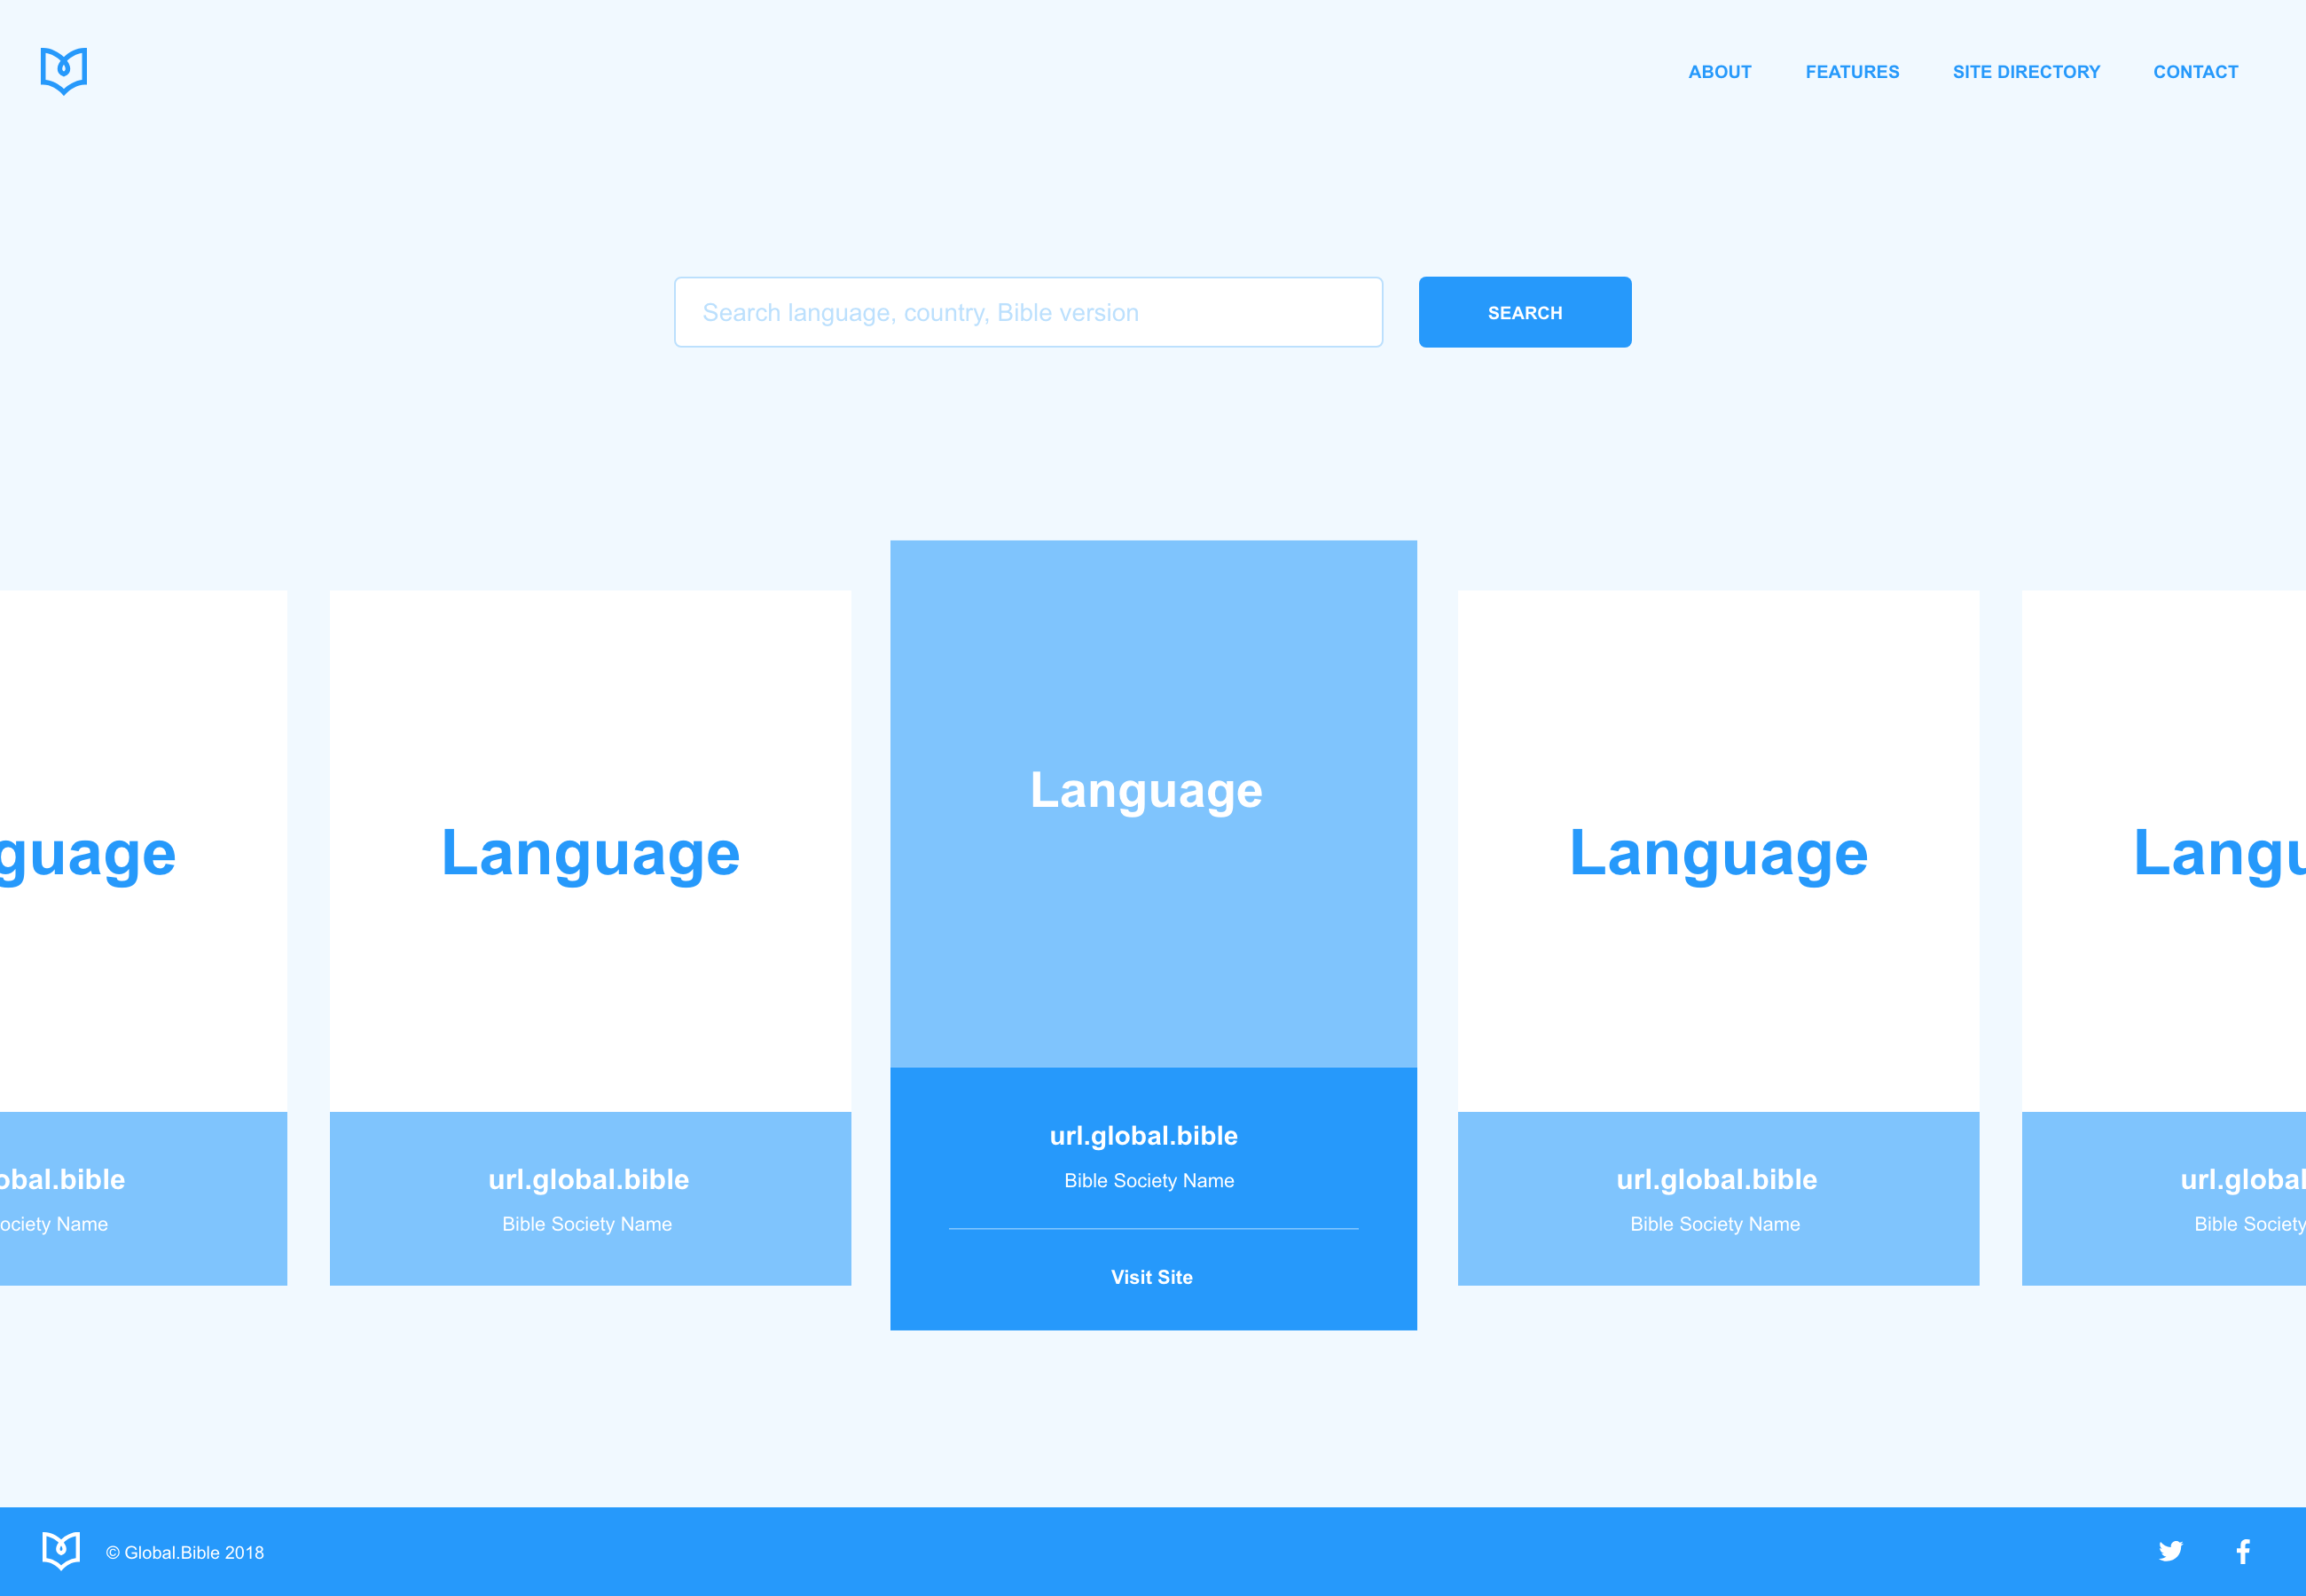 ABOUT FEATURES SITE DIRECTORY CONTACT
Search language, country, Bible version
SEARCH
guage
obal.bible
ociety Name
Language
url.global.bible
Bible Society Name
Language
url.global.bible
Bible Society Name
Visit Site
Language
url.global.bible
Bible Society Name
Langu
url.global
Bible Society
© Global.Bible 2018